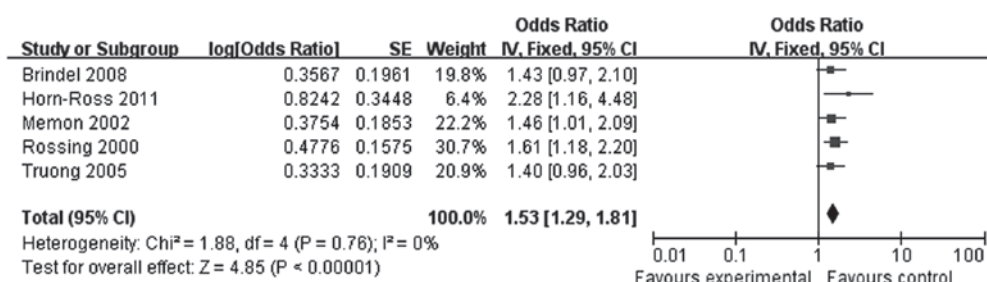 Odds Ratio Odds Ratio
Study or Subgroup log[Odds Ratio] SE Weight IV, Fixed, 95% CI IV, Fixed, 95% CI
Brindel 2008 0.3567 0.1961 19.8% 1.43 [0.97, 2.10]
Horn-Ross 2011 0.8242 0.3448 6.4% 2.28 [1.16, 4.48]
Memon 2002 0.3754 0.1853 22.2% 1.46 [1.01, 2.09]
Rossing 2000 0.4776 0.1575 30.7% 1.61 [1.18, 2.20]
Truong 2005 0.3333 0.1909 20.9% 1.40 [0.96, 2.03]
Total (95% CI) 100.0% 1.53 [1.29, 1.81]
Heterogeneity: Chi² = 1.88, df = 4 (P = 0.76); I² = 0%
Test for overall effect: Z = 4.85 (P < 0.00001)
0.01 0.1 1 10 100
Favours experimental Favours control